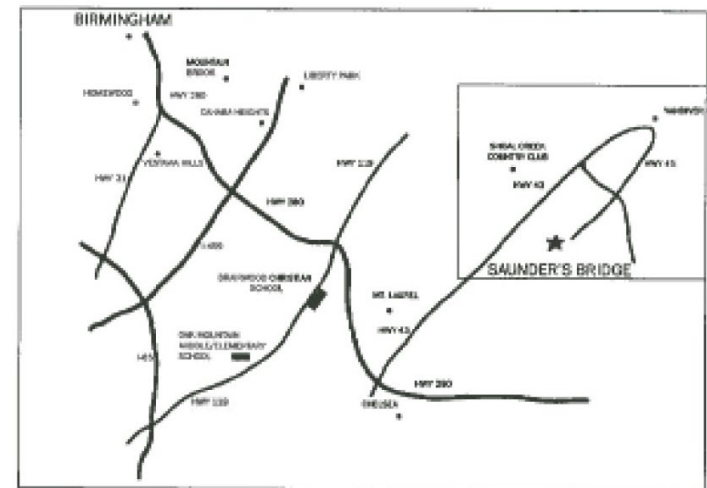 BIRMINGHAM
MOUNTAIN
BROOK
LIBERTY PARK
HOMEWOOD
HWY 280
CAHABA HEIGHTS
VESTAVIA HILLS
HWY 31
HWY 119
VANDIVER
SHOAL CREEK
COUNTRY CLUB
HWY 43
HWY 45
HWY 280
I-459
SAUNDER'S BRIDGE
BRIARWOOD CHRISTIAN
SCHOOL
MT. LAUREL
OAK MOUNTAIN
MIDDLE/ELEMENTARY
SCHOOL
I-65
HWY 43
HWY 280
HWY 119
CHELSEA